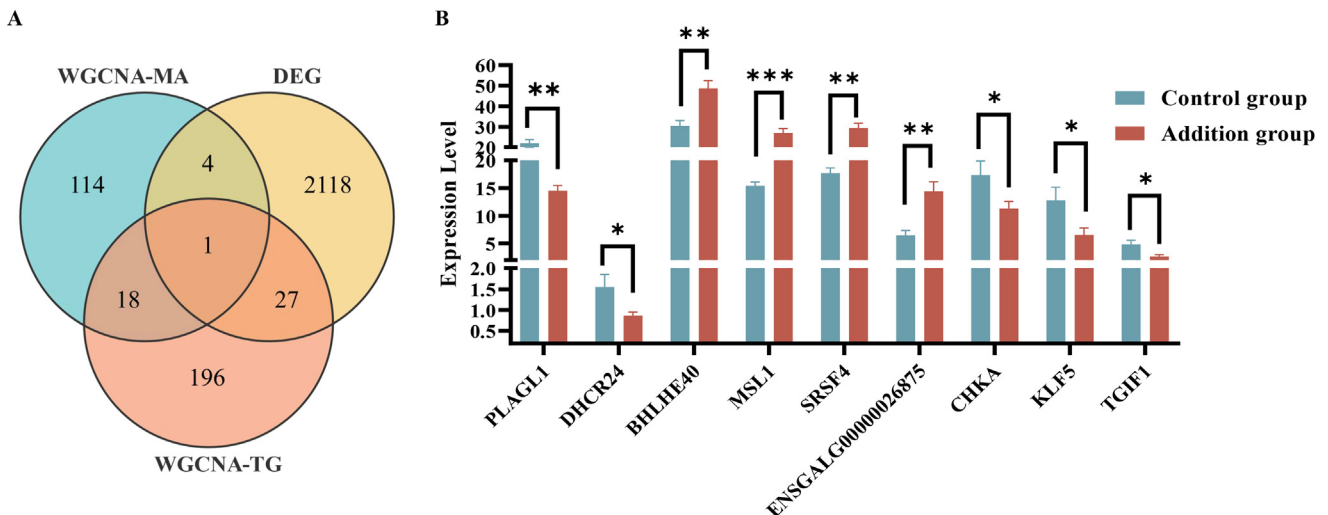 A
WGCNA-MA
DEG
114
4
2118
1
18
27
196
WGCNA-TG
B
Expression Level
60
50
40
30
20
20
15
10
5
2.0
1.5
1.0
0.5
**
*
**
***
**
**
*
*
*
Control group
Addition group
PLAGL1
DHCR24
BHLHE40
MSL1
SRSF4
ENSGALG00000026875
CHKA
KLF5
TGIF1